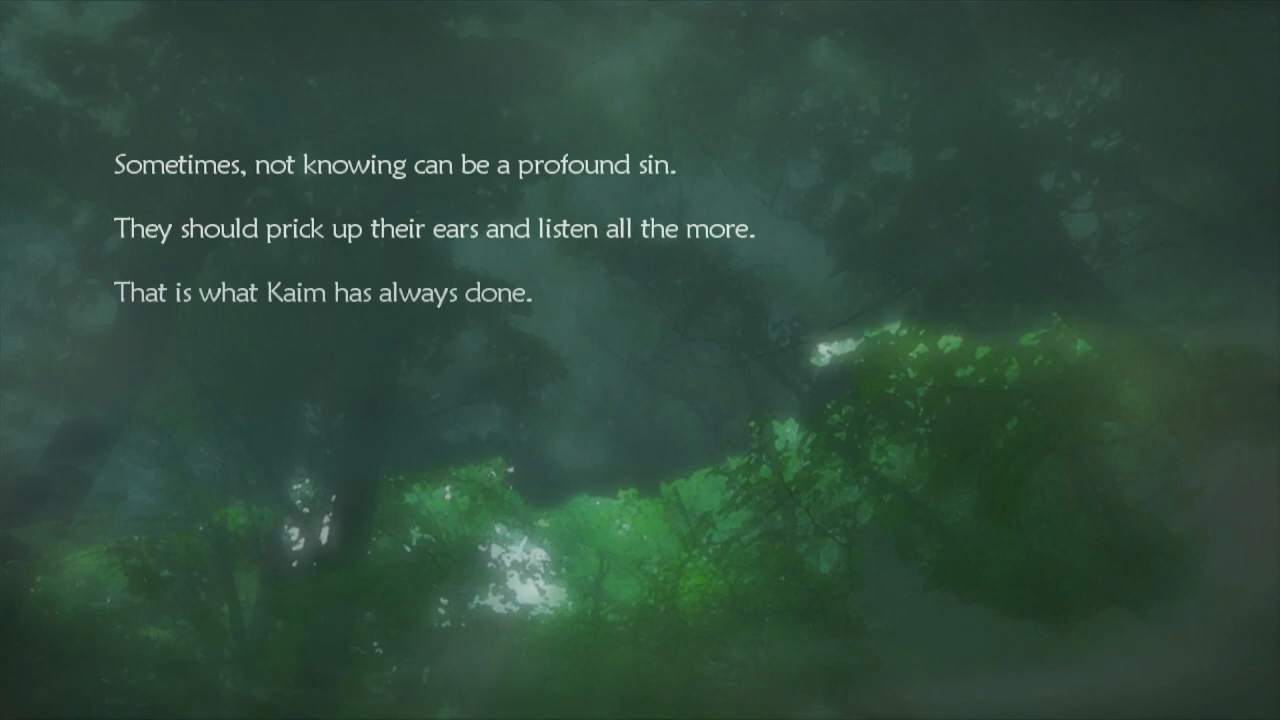 Sometimes, not knowing can be a profound sin.
They should prick up their ears and listen all the more.
That is what Kaim has always done.